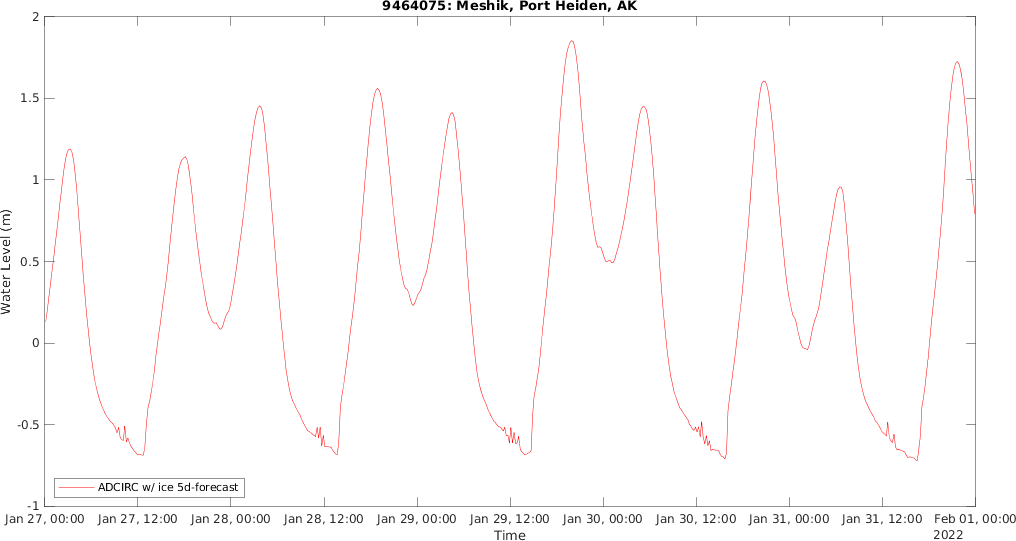 9464075: Meshik, Port Heiden, AK
2
1.5
1
0.5
0
-0.5
-1
Water Level (m)
ADCIRC w/ ice 5d-forecast
Jan 27, 00:00 Jan 27, 12:00 Jan 28, 00:00 Jan 28, 12:00 Jan 29, 00:00 Jan 29, 12:00 Jan 30, 00:00 Jan 30, 12:00 Jan 31, 00:00 Jan 31, 12:00 Feb 01, 00:00
Time
2022